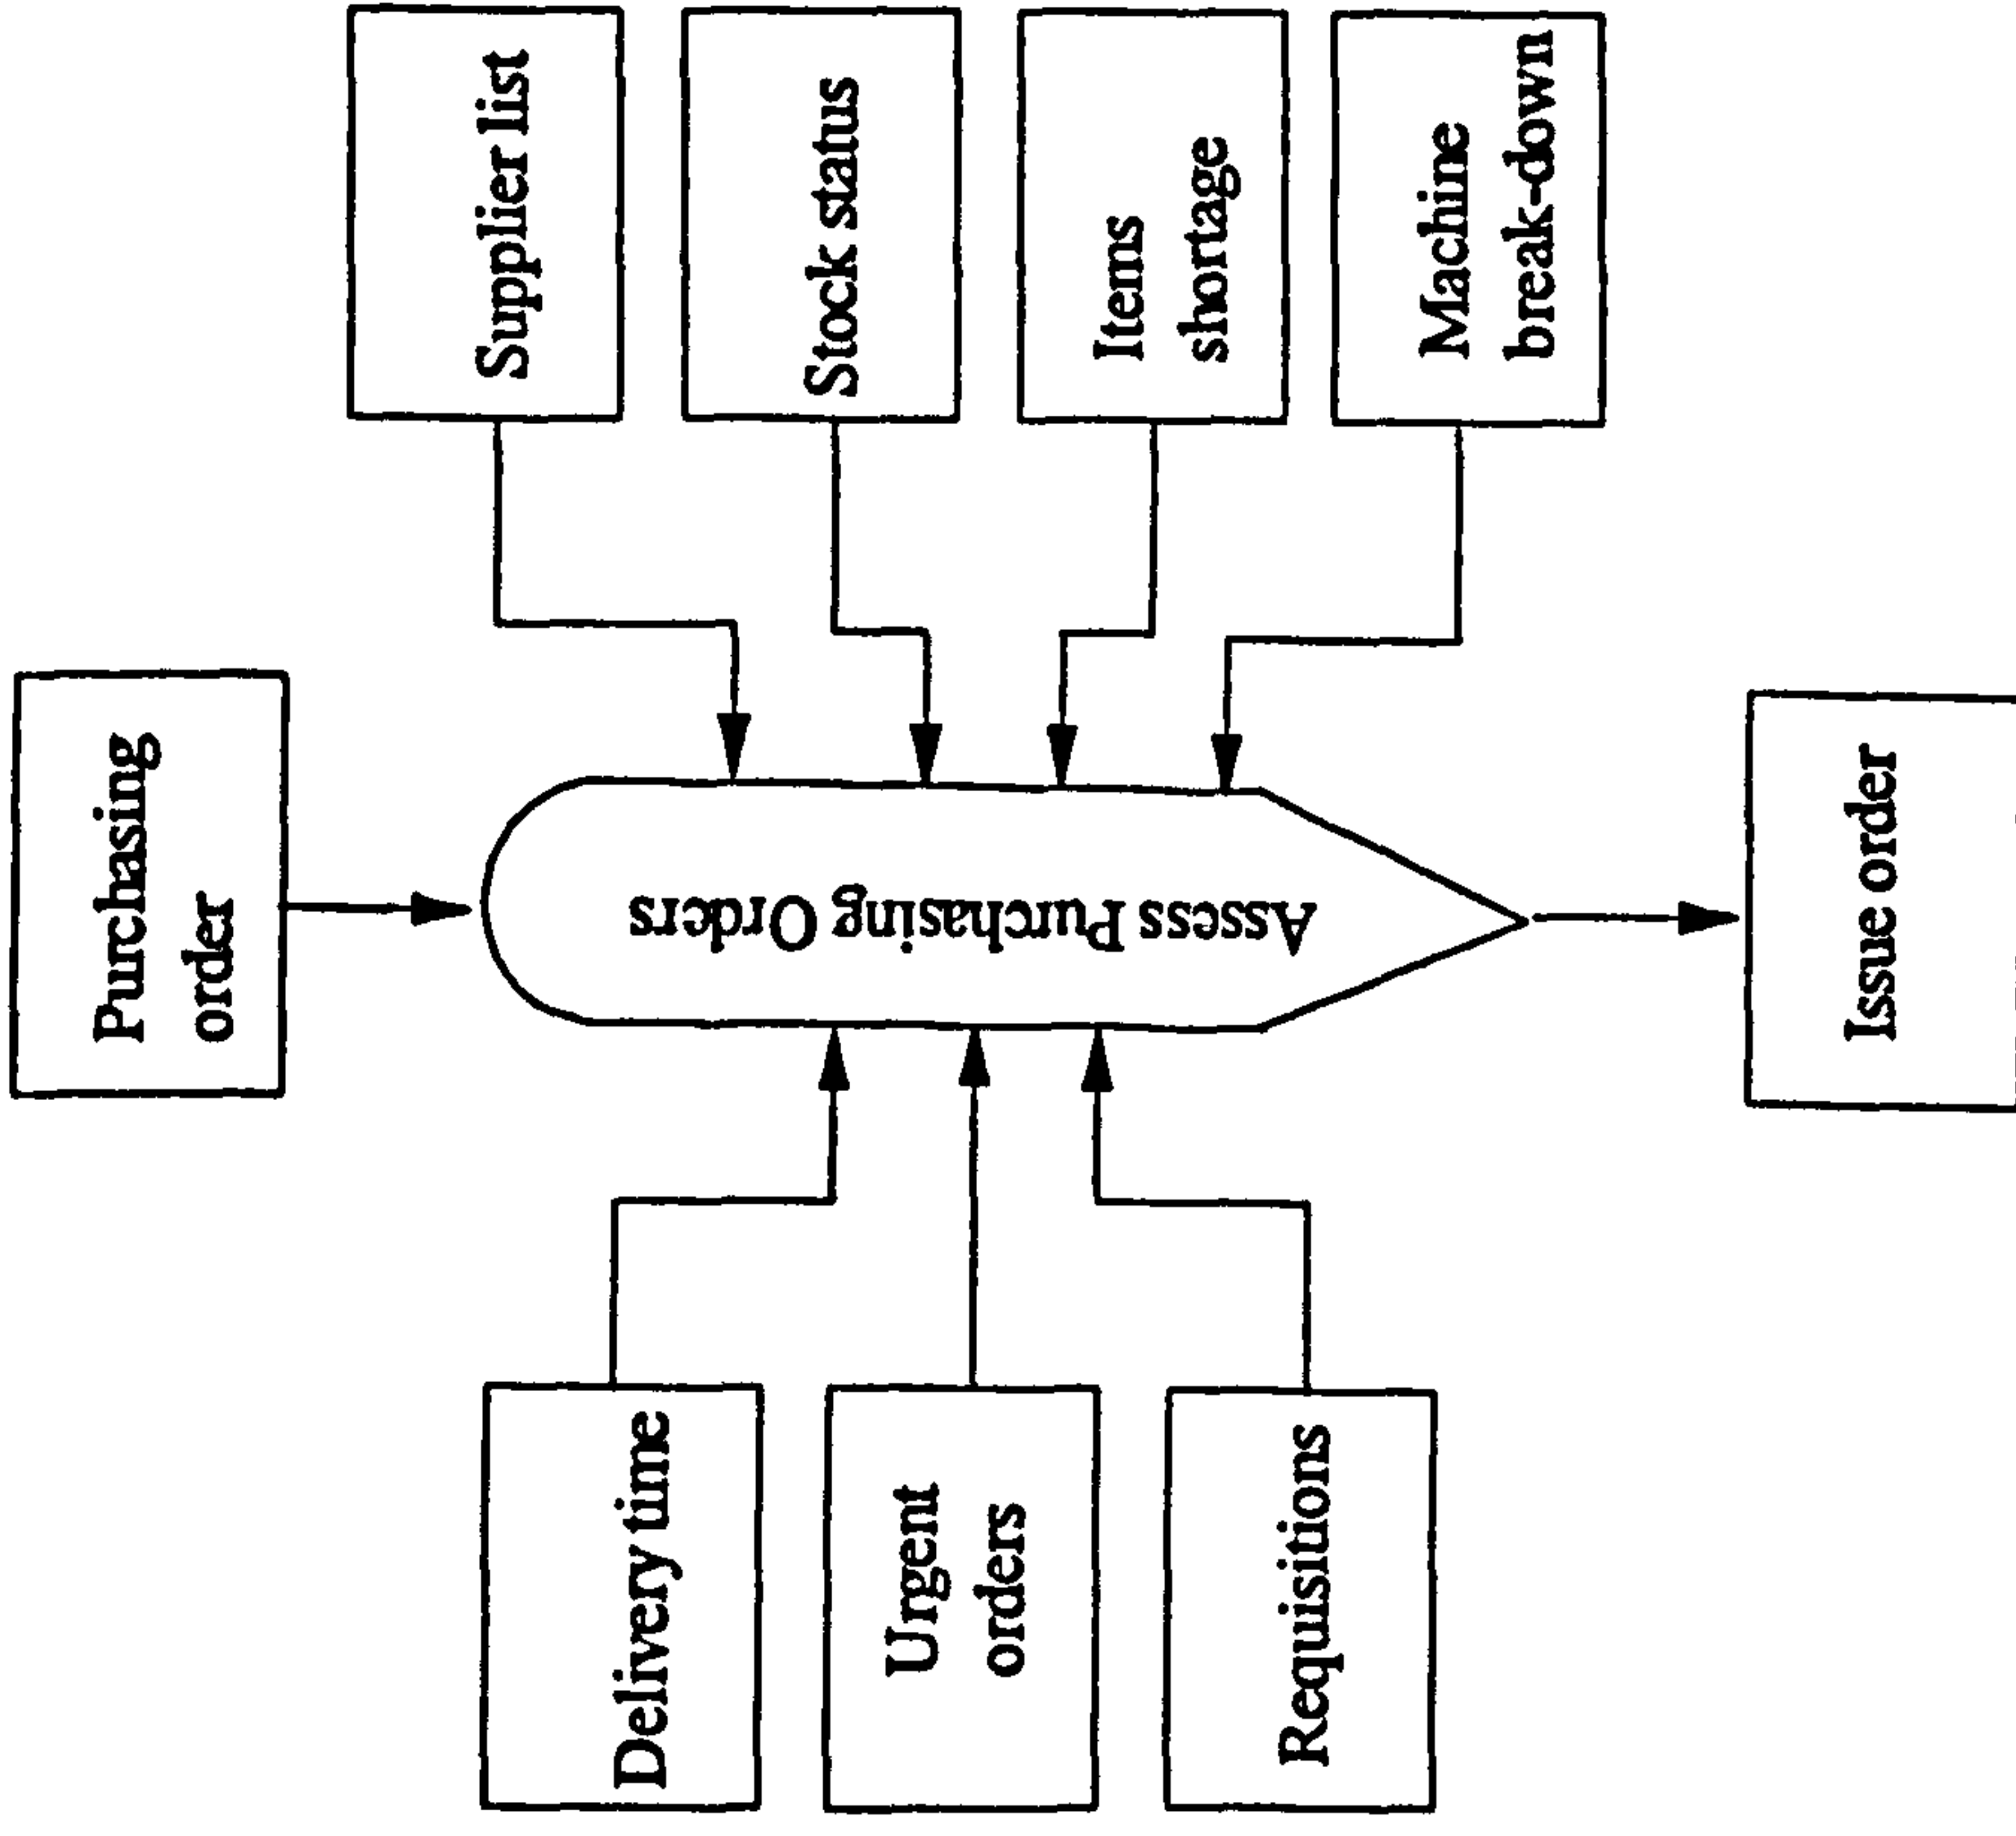 Purchasing
order
Delivery time
Urgent
orders
Requisitions
Assess Purchasing Orders
Supplier list
Stock status
Items
shortage
Machine
break-down
Issue order